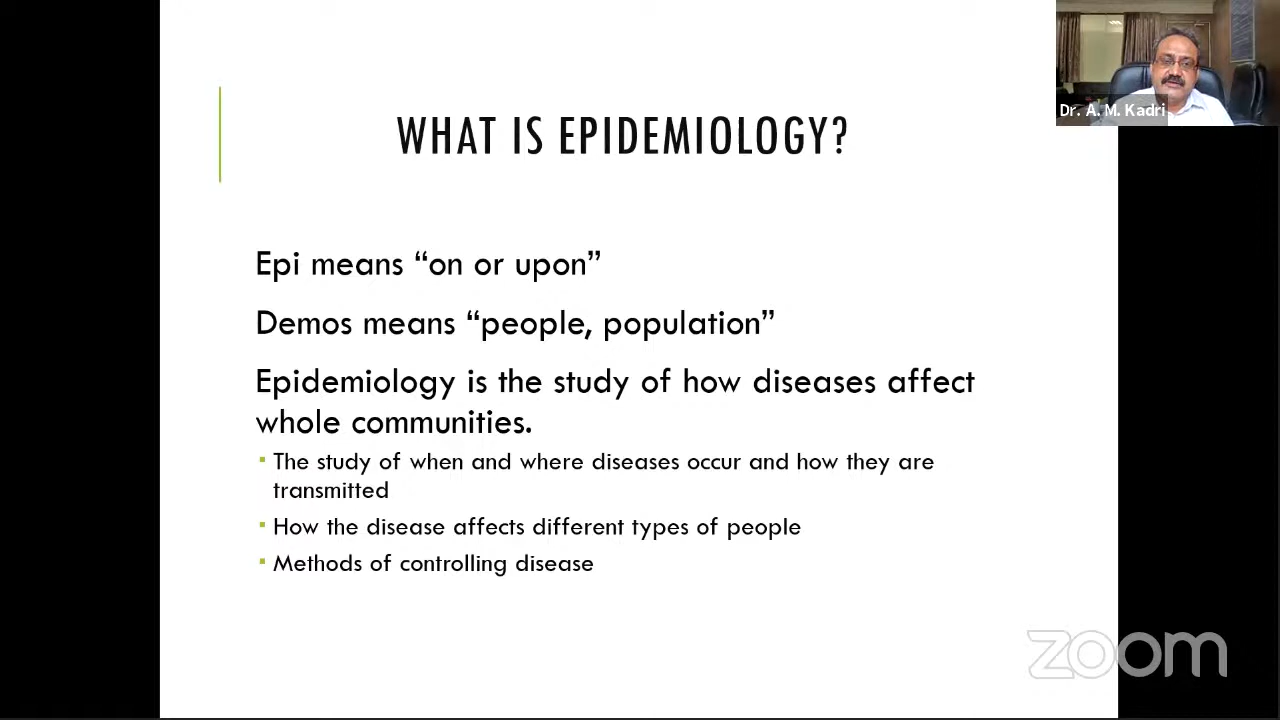 WHAT IS EPIDEMIOLOGY?
Dr. A. M. Kadri
Epi means “on or upon”
Demos means “people, population”
Epidemiology is the study of how diseases affect
whole communities.
▪ The study of when and where diseases occur and how they are
transmitted
▪ How the disease affects different types of people
▪ Methods of controlling disease
zoom